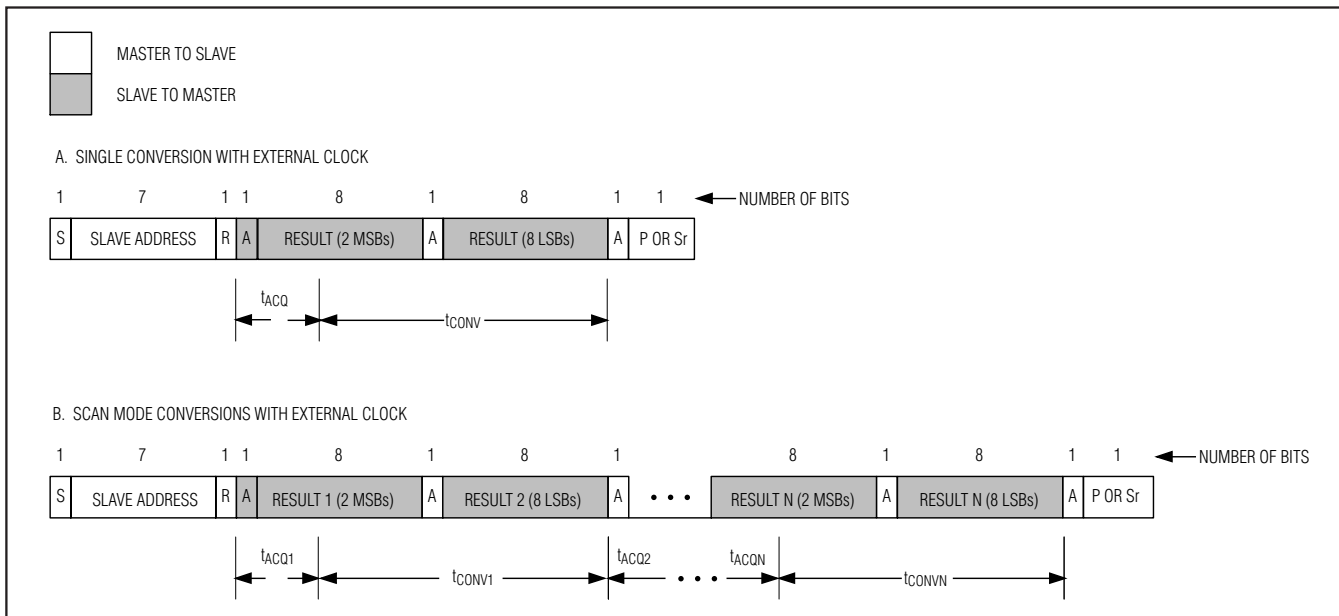 MASTER TO SLAVE
SLAVE TO MASTER
A. SINGLE CONVERSION WITH EXTERNAL CLOCK
1 7 1 1 8 1 8 1 1 NUMBER OF BITS
S SLAVE ADDRESS R A RESULT (2 MSBs) A RESULT (8 LSBs) A P OR Sr
tACQ
tCONV
B. SCAN MODE CONVERSIONS WITH EXTERNAL CLOCK
1 7 1 1 8 1 8 1 8 1 8 1 1 NUMBER OF BITS
S SLAVE ADDRESS R A RESULT 1 (2 MSBs) A RESULT 2 (8 LSBs) A • • • RESULT N (2 MSBs) A RESULT N (8 LSBs) A P OR Sr
tACQ1 tACQ2 tACQN
tCONV1 • • • tCONVN